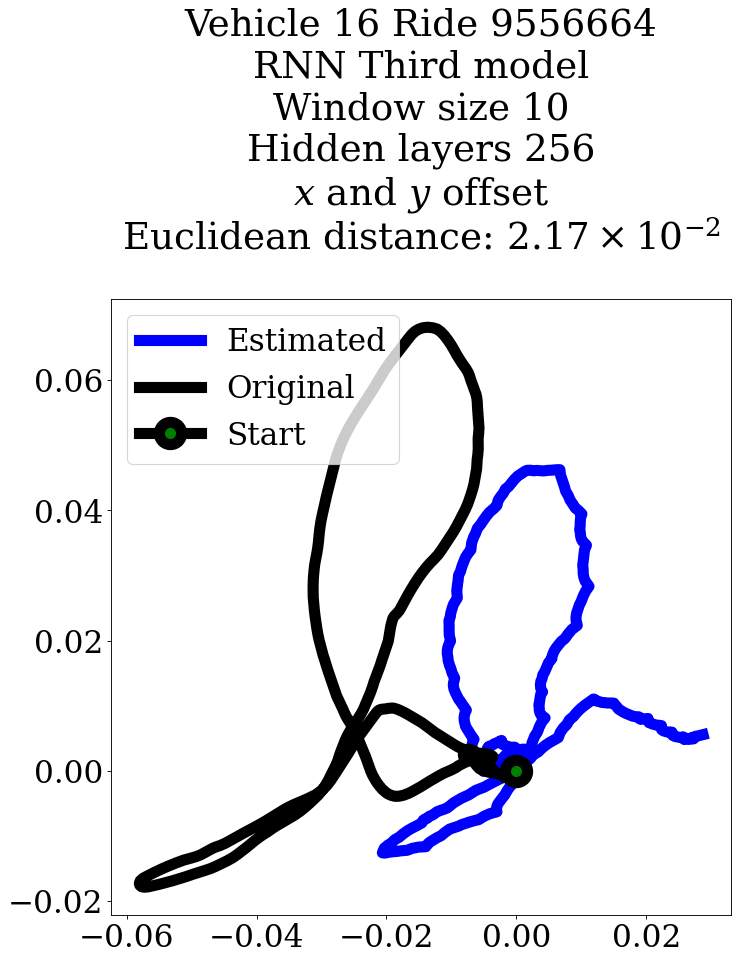 Vehicle 16 Ride 9556664
RNN Third model
Window size 10
Hidden layers 256
x and y offset
Euclidean distance: 2.17 × 10⁻²
Estimated
Original
Start
0.06
0.04
0.02
0.00
−0.02
−0.06 −0.04 −0.02 0.00 0.02